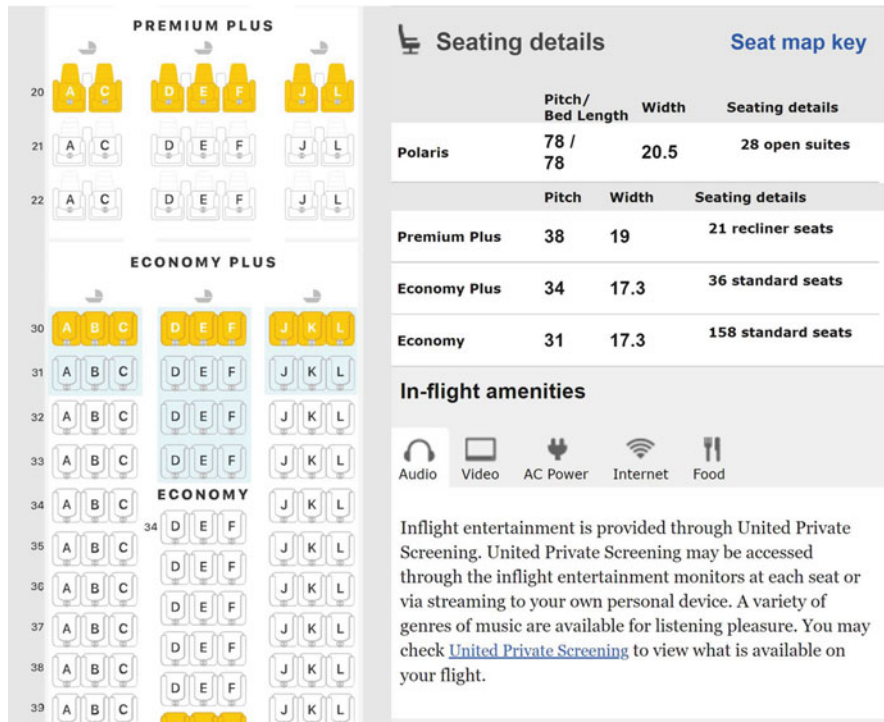 PREMIUM PLUS
20 A C D E F J L
21 A C D E F J L
22 A C D E F J L
ECONOMY PLUS
30 A B C D E F J K L
31 A B C D E F J K L
32 A B C D E F J K L
33 A B C D E F J K L
ECONOMY
34 A B C 34 D E F J K L
35 A B C D E F J K L
36 A B C D E F J K L
37 A B C D E F J K L
38 A B C D E F J K L
39 A B C J K L
Seating details Seat map key
Pitch/
Bed Length Width Seating details
Polaris 78 /
78 20.5 28 open suites
Pitch Width Seating details
Premium Plus 38 19 21 recliner seats
Economy Plus 34 17.3 36 standard seats
Economy 31 17.3 158 standard seats
In-flight amenities
Audio Video AC Power Internet Food
Inflight entertainment is provided through United Private
Screening. United Private Screening may be accessed
through the inflight entertainment monitors at each seat or
via streaming to your own personal device. A variety of
genres of music are available for listening pleasure. You may
check United Private Screening to view what is available on
your flight.